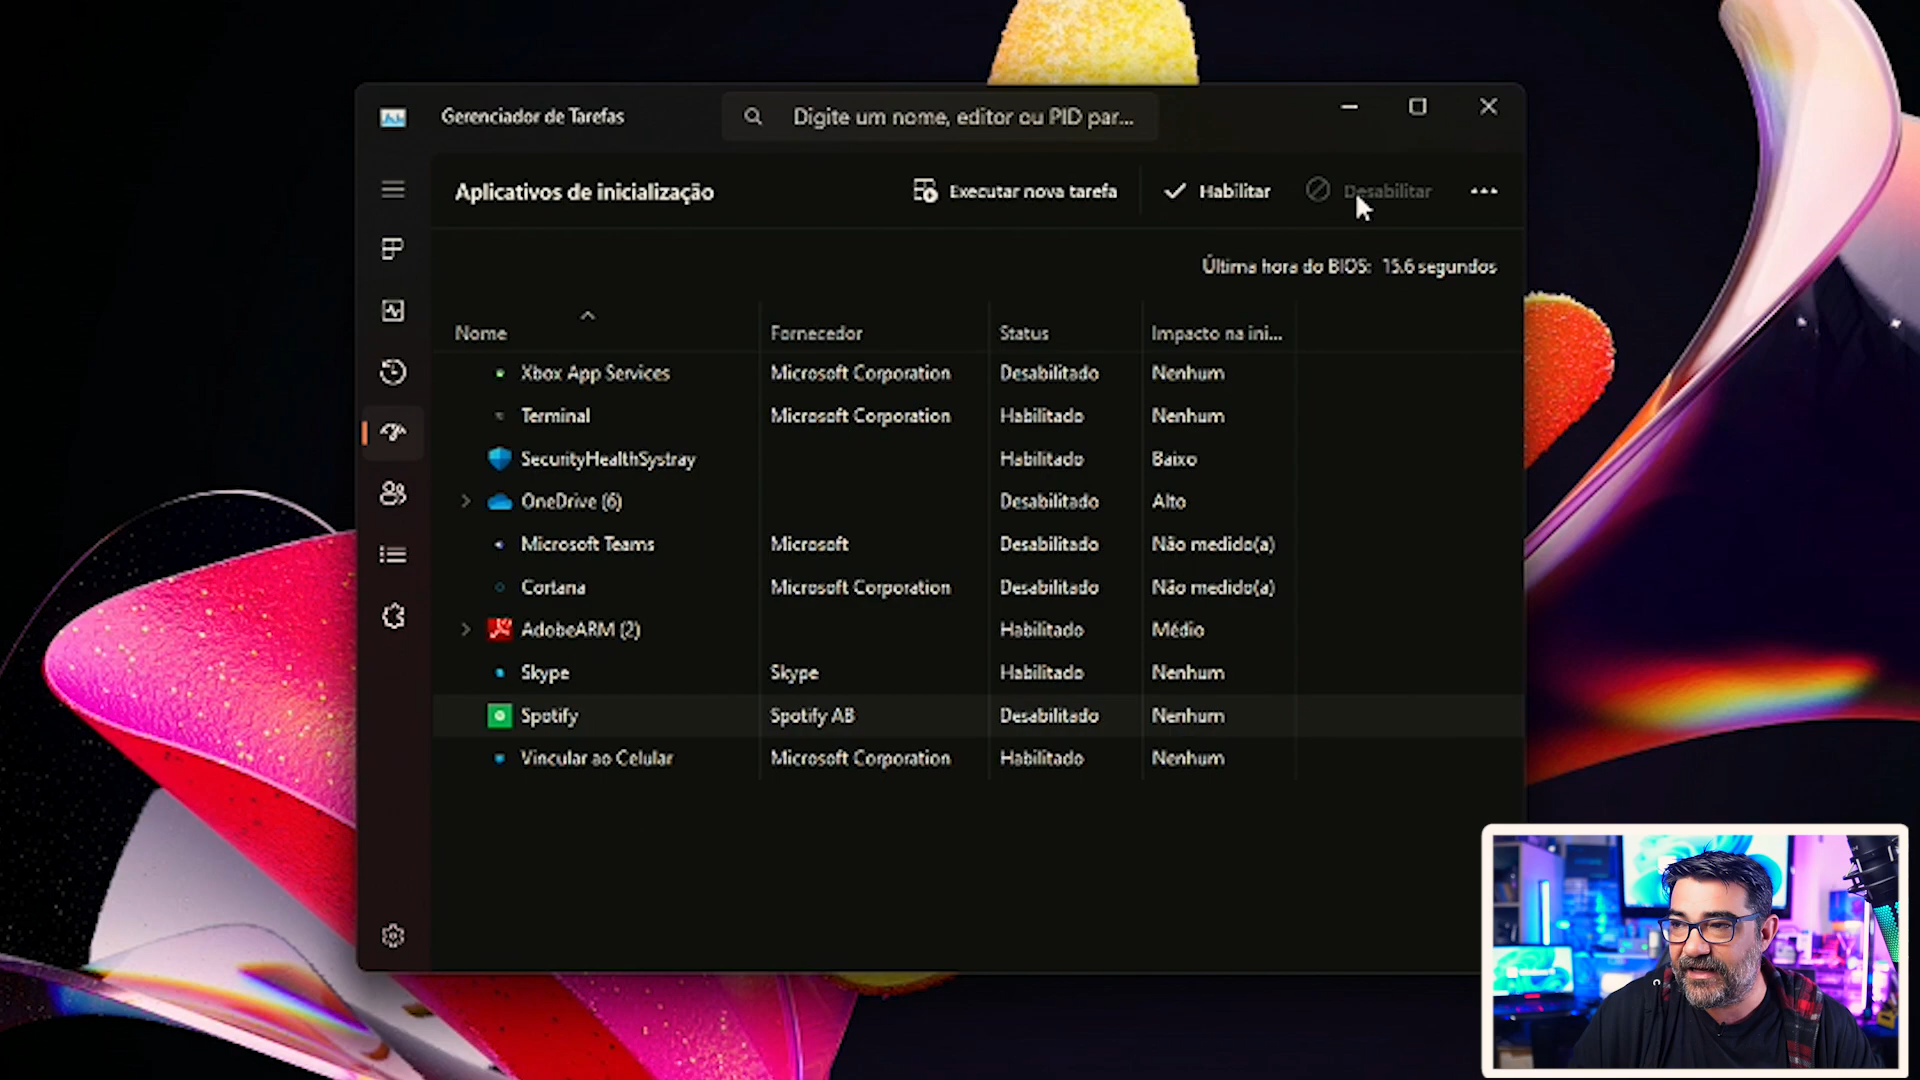 Gerenciador de Tarefas
Digite um nome, editor ou PID par...
Aplicativos de inicialização
Executar nova tarefa
Habilitar
Desabilitar
Última hora do BIOS: 15.6 segundos
Nome Fornecedor Status Impacto na ini...
Xbox App Services Microsoft Corporation Desabilitado Nenhum
Terminal Microsoft Corporation Habilitado Nenhum
SecurityHealthSystray Habilitado Baixo
OneDrive (6) Desabilitado Alto
Microsoft Teams Microsoft Desabilitado Não medido(a)
Cortana Microsoft Corporation Desabilitado Não medido(a)
AdobeARM (2) Habilitado Médio
Skype Skype Habilitado Nenhum
Spotify Spotify AB Desabilitado Nenhum
Vincular ao Celular Microsoft Corporation Habilitado Nenhum